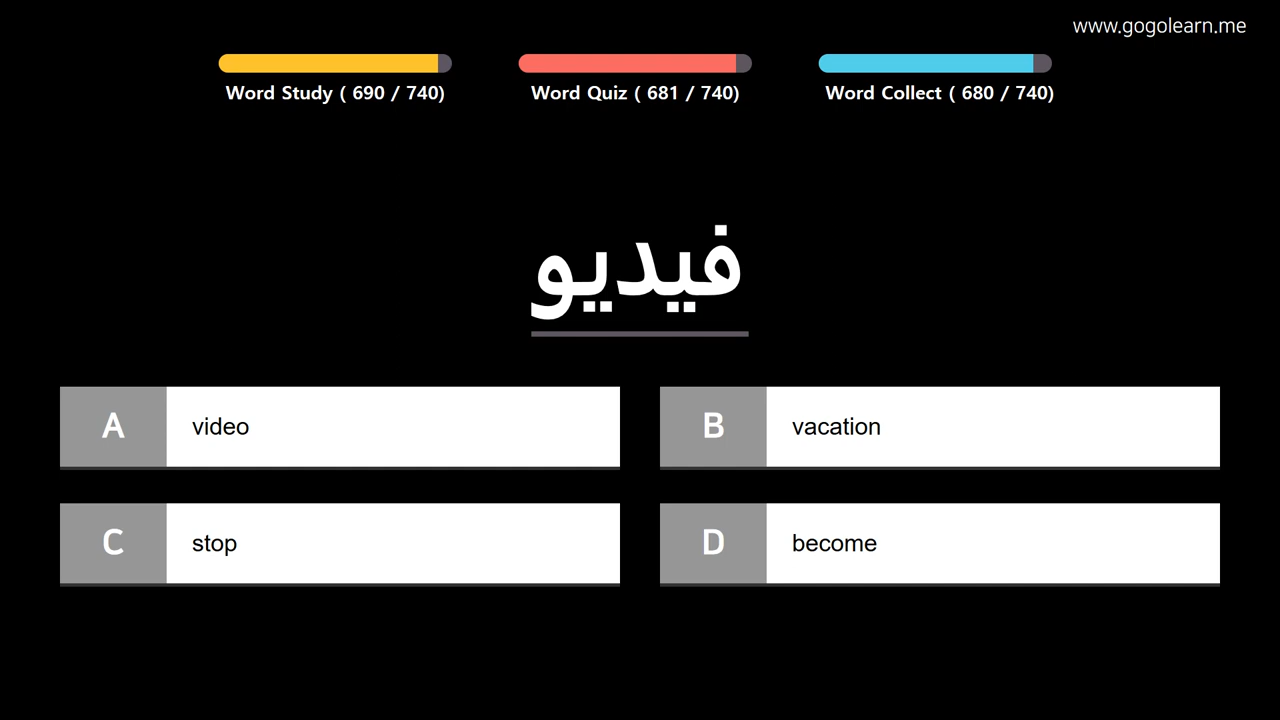 www.gogolearn.me
Word Study ( 690 / 740)
Word Quiz ( 681 / 740)
Word Collect ( 680 / 740)
فيديو
A video
B vacation
C stop
D become